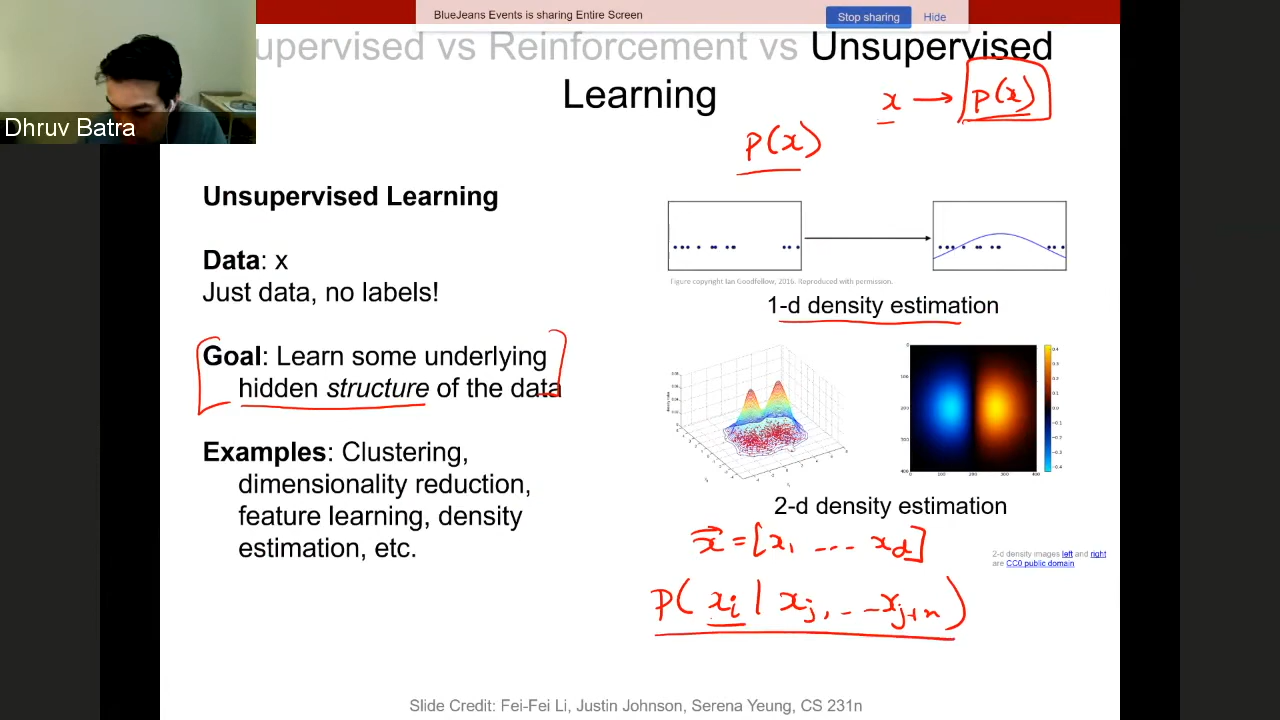 BlueJeans Events is sharing Entire Screen
Stop sharing
Hide
upervised vs Reinforcement vs Unsupervised
Learning
x → p(x)
Dhruv Batra
p(x)
Unsupervised Learning
Data: x
Just data, no labels!
Figure copyright Ian Goodfellow, 2016. Reproduced with permission.
1-d density estimation
Goal: Learn some underlying
hidden structure of the data
Examples: Clustering,
dimensionality reduction,
feature learning, density
estimation, etc.
2-d density estimation
x⃗ = [x₁ ... x_d]
2-d density images left and right
are CC0 public domain
P(x_i | x_j, ... x_{j+n})
Slide Credit: Fei-Fei Li, Justin Johnson, Serena Yeung, CS 231n